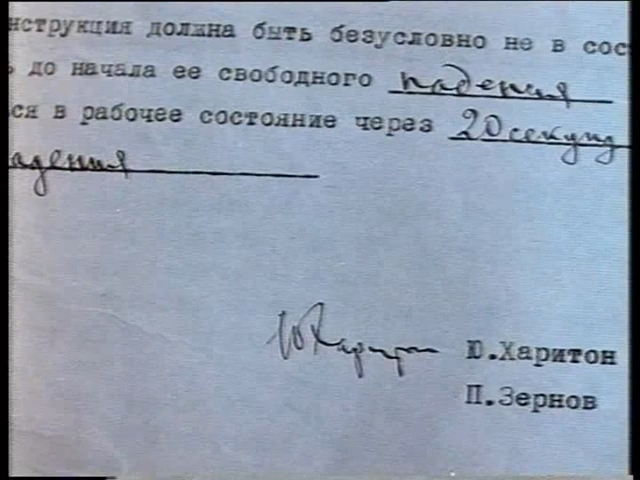 нструкция должна быть безусловно не в сос
ь до начала ее свободного падения
ся в рабочее состояние через 20 секунд
адения
Ю Харитон Ю.Харитон
П.Зернов